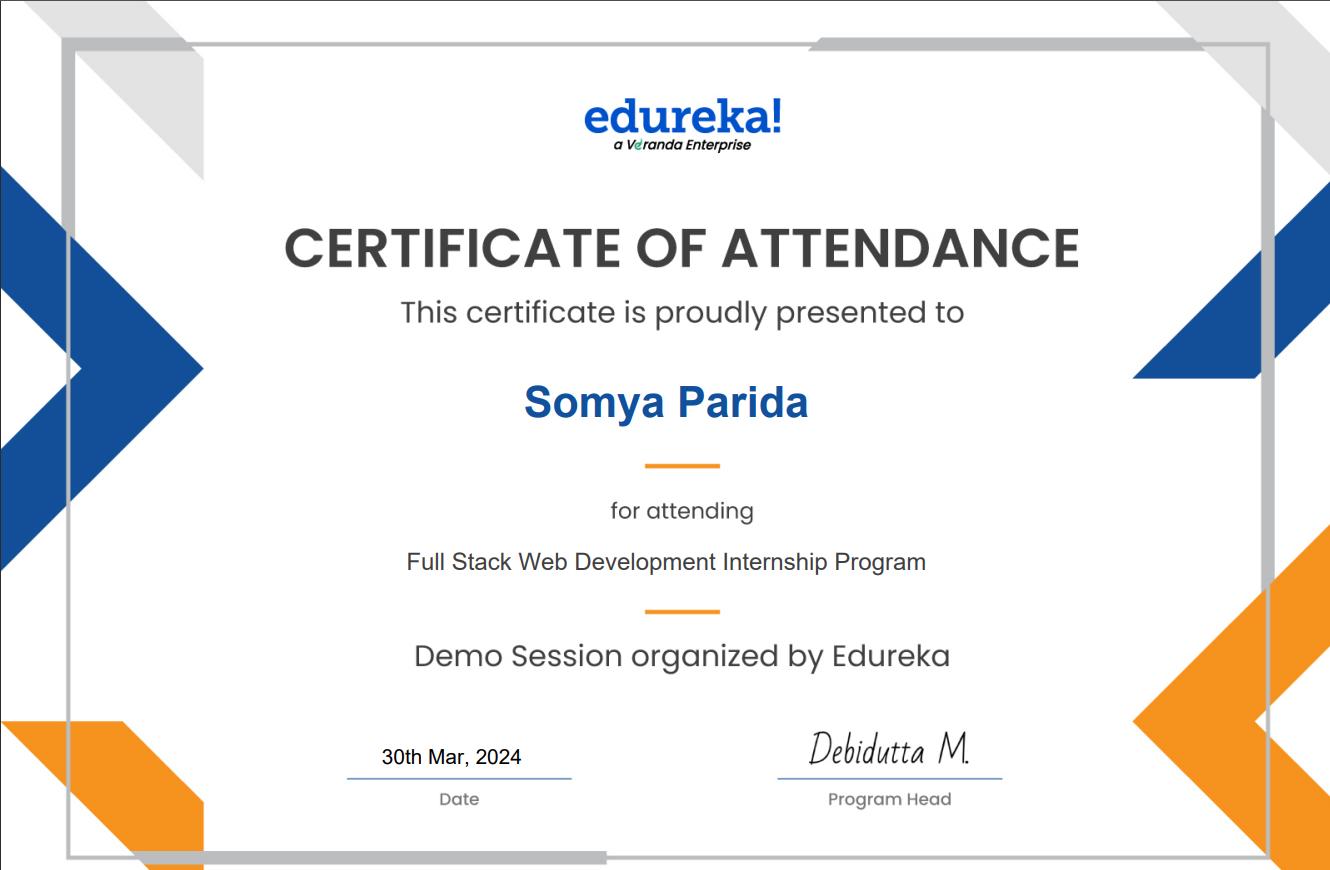 edureka!
a Veranda Enterprise
CERTIFICATE OF ATTENDANCE
This certificate is proudly presented to
Somya Parida
for attending
Full Stack Web Development Internship Program
Demo Session organized by Edureka
30th Mar, 2024
Debidutta M.
Date
Program Head